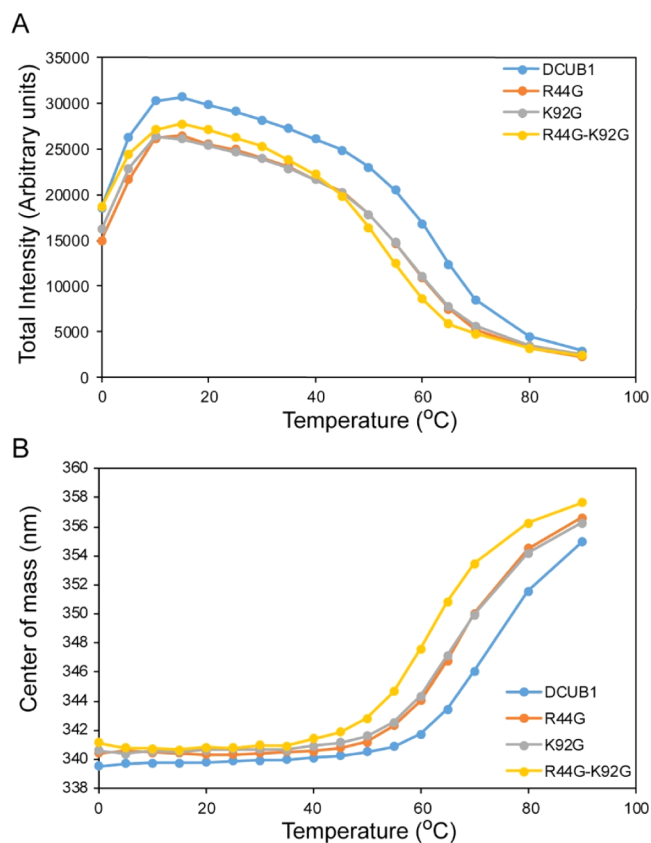 A
35000
30000
25000
20000
15000
10000
5000
0
Total Intensity (Arbitrary units)
DCUB1
R44G
K92G
R44G-K92G
0 20 40 60 80 100
Temperature (°C)
B
360
358
356
354
352
350
348
346
344
342
340
338
Center of mass (nm)
DCUB1
R44G
K92G
R44G-K92G
0 20 40 60 80 100
Temperature (°C)